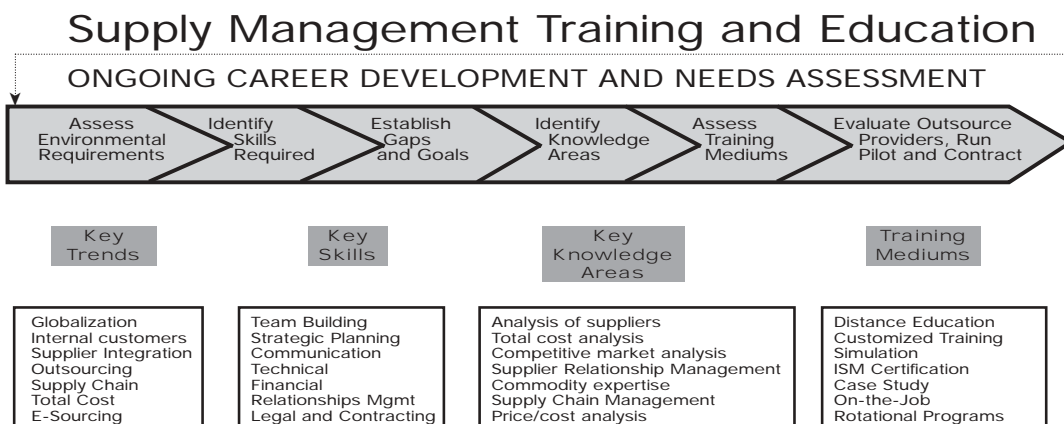 Supply Management Training and Education
ONGOING CAREER DEVELOPMENT AND NEEDS ASSESSMENT
Assess
Environmental
Requirements
Identify
Skills
Required
Establish
Gaps
and Goals
Identify
Knowledge
Areas
Assess
Training
Mediums
Evaluate Outsource
Providers, Run
Pilot and Contract
Key
Trends
Key
Skills
Key
Knowledge
Areas
Training
Mediums
Globalization
Internal customers
Supplier Integration
Outsourcing
Supply Chain
Total Cost
E-Sourcing
Team Building
Strategic Planning
Communication
Technical
Financial
Relationships Mgmt
Legal and Contracting
Analysis of suppliers
Total cost analysis
Competitive market analysis
Supplier Relationship Management
Commodity expertise
Supply Chain Management
Price/cost analysis
Distance Education
Customized Training
Simulation
ISM Certification
Case Study
On-the-Job
Rotational Programs